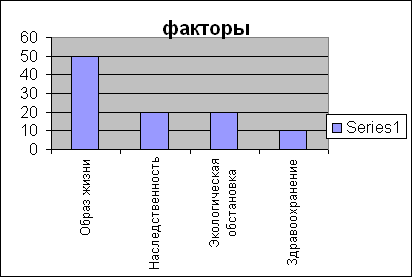 факторы
60
50
40
30
20
10
0
Образ жизни
Наследственность
Экологическая
обстановка
Здравоохранение
Series1